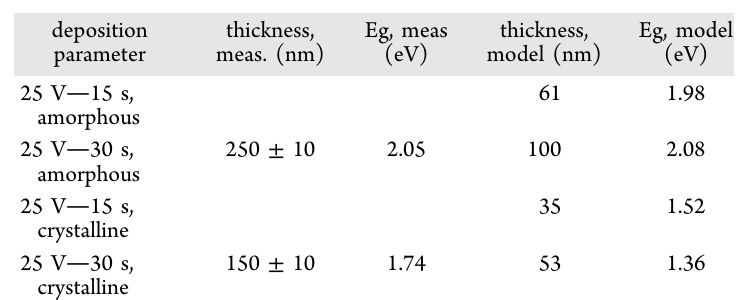 deposition parameter thickness, meas. (nm) Eg, meas (eV) thickness, model (nm) Eg, model (eV)
25 V—15 s, amorphous 61 1.98
25 V—30 s, amorphous 250 ± 10 2.05 100 2.08
25 V—15 s, crystalline 35 1.52
25 V—30 s, crystalline 150 ± 10 1.74 53 1.36